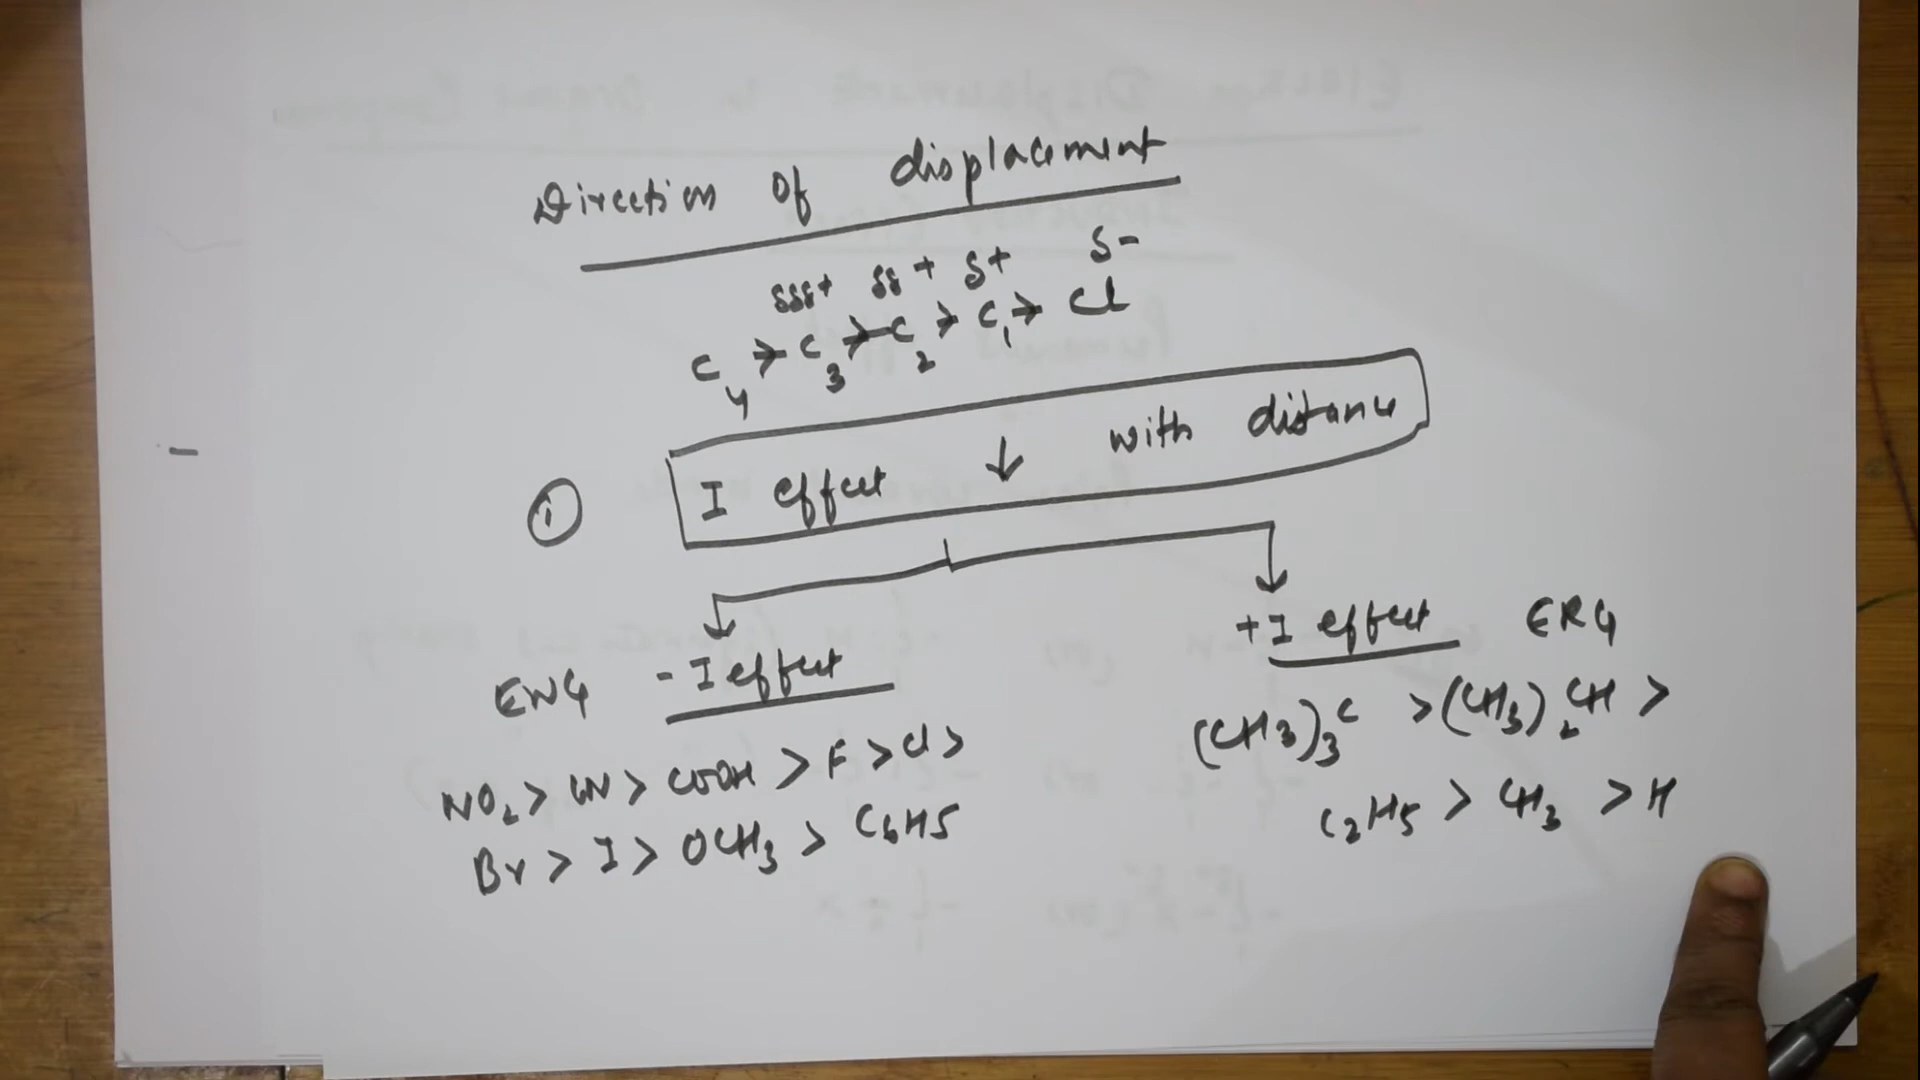 Direction of displacement
δδδ+ δδ+ δ+ δ-
C4 > C3 > C2 > C1 > Cl
① I effect ↓ with distance
+I effect ERG
ENG -I effect
(CH3)3C > (CH3)2CH >
C2H5 > CH3 > H
NO2 > CN > COOH > F > Cl >
Br > I > OCH3 > C6H5